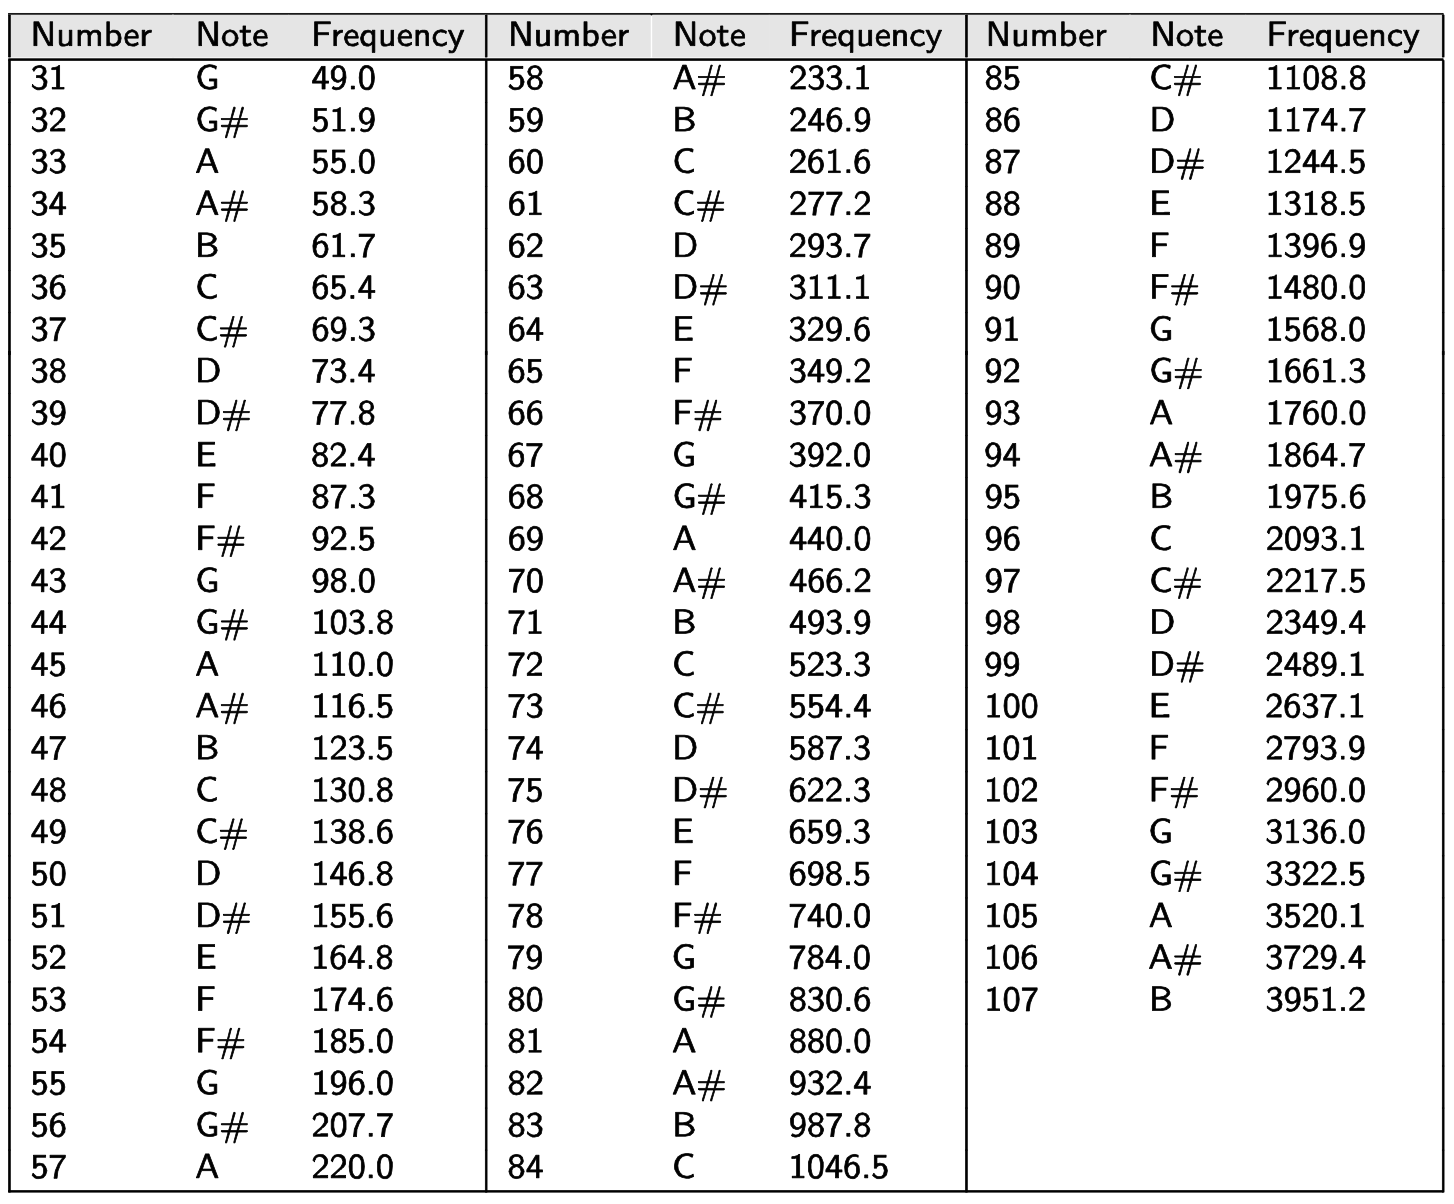 Number Note Frequency Number Note Frequency Number Note Frequency
31 G 49.0 58 A# 233.1 85 C# 1108.8
32 G# 51.9 59 B 246.9 86 D 1174.7
33 A 55.0 60 C 261.6 87 D# 1244.5
34 A# 58.3 61 C# 277.2 88 E 1318.5
35 B 61.7 62 D 293.7 89 F 1396.9
36 C 65.4 63 D# 311.1 90 F# 1480.0
37 C# 69.3 64 E 329.6 91 G 1568.0
38 D 73.4 65 F 349.2 92 G# 1661.3
39 D# 77.8 66 F# 370.0 93 A 1760.0
40 E 82.4 67 G 392.0 94 A# 1864.7
41 F 87.3 68 G# 415.3 95 B 1975.6
42 F# 92.5 69 A 440.0 96 C 2093.1
43 G 98.0 70 A# 466.2 97 C# 2217.5
44 G# 103.8 71 B 493.9 98 D 2349.4
45 A 110.0 72 C 523.3 99 D# 2489.1
46 A# 116.5 73 C# 554.4 100 E 2637.1
47 B 123.5 74 D 587.3 101 F 2793.9
48 C 130.8 75 D# 622.3 102 F# 2960.0
49 C# 138.6 76 E 659.3 103 G 3136.0
50 D 146.8 77 F 698.5 104 G# 3322.5
51 D# 155.6 78 F# 740.0 105 A 3520.1
52 E 164.8 79 G 784.0 106 A# 3729.4
53 F 174.6 80 G# 830.6 107 B 3951.2
54 F# 185.0 81 A 880.0
55 G 196.0 82 A# 932.4
56 G# 207.7 83 B 987.8
57 A 220.0 84 C 1046.5